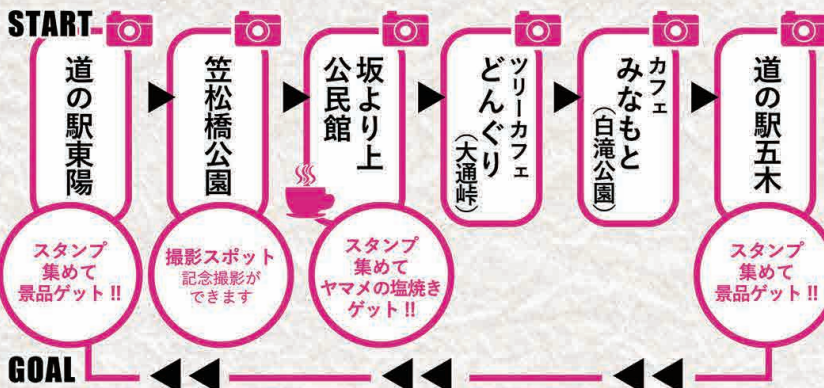 START
道の駅東陽
笠松橋公園
坂より上
公民館
ツリーカフェ
どんぐり
(大通峠)
カフェ
みなもと
(白滝公園)
道の駅五木
スタンプ
集めて
景品ゲット!!
撮影スポット
記念撮影が
できます
スタンプ
集めて
ヤマメの塩焼き
ゲット!!
スタンプ
集めて
景品ゲット!!
GOAL